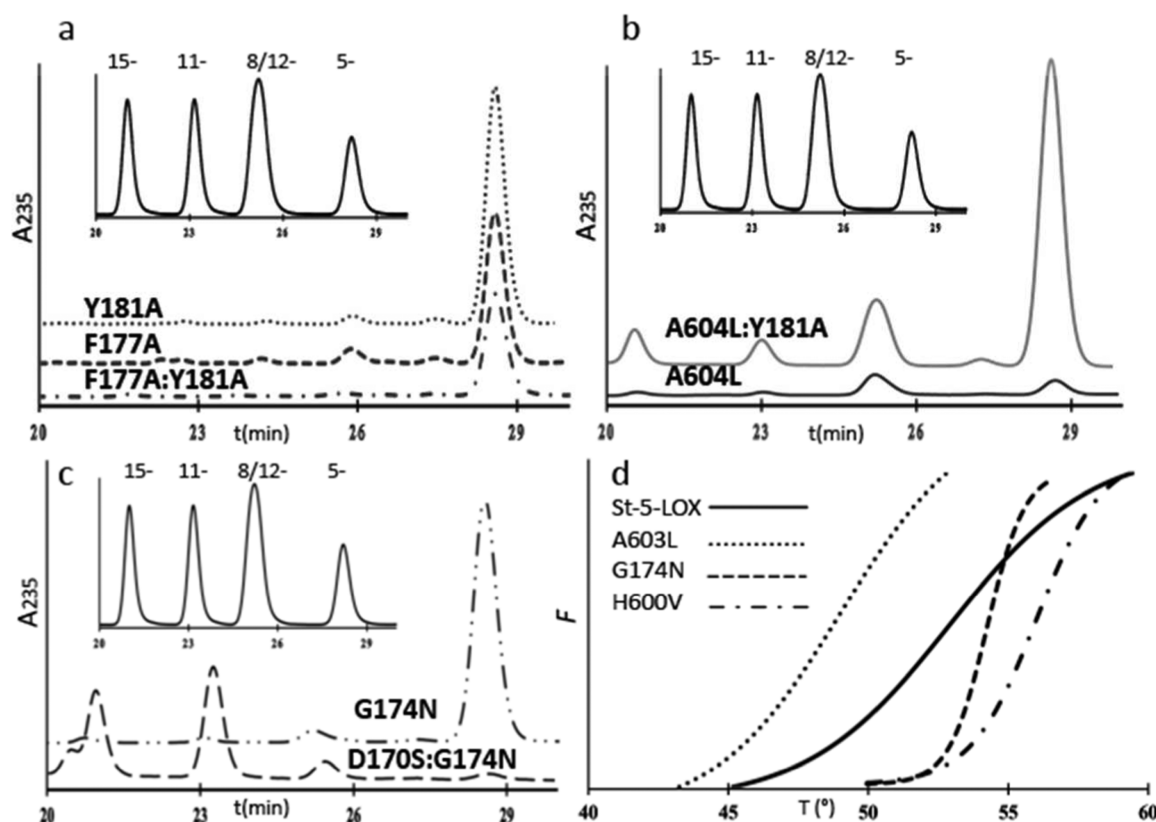 a
15- 11- 8/12- 5-
20 23 26 29
A235
Y181A
F177A
F177A:Y181A
20 23 26 29
t(min)
b
15- 11- 8/12- 5-
20 23 26 29
A235
A604L:Y181A
A604L
20 23 26 29
t(min)
c
15- 11- 8/12- 5-
20 23 26 29
A235
G174N
D170S:G174N
20 23 26 29
t(min)
d
St-5-LOX
A603L
G174N
H600V
F
40 45 50 55 60
T (°)